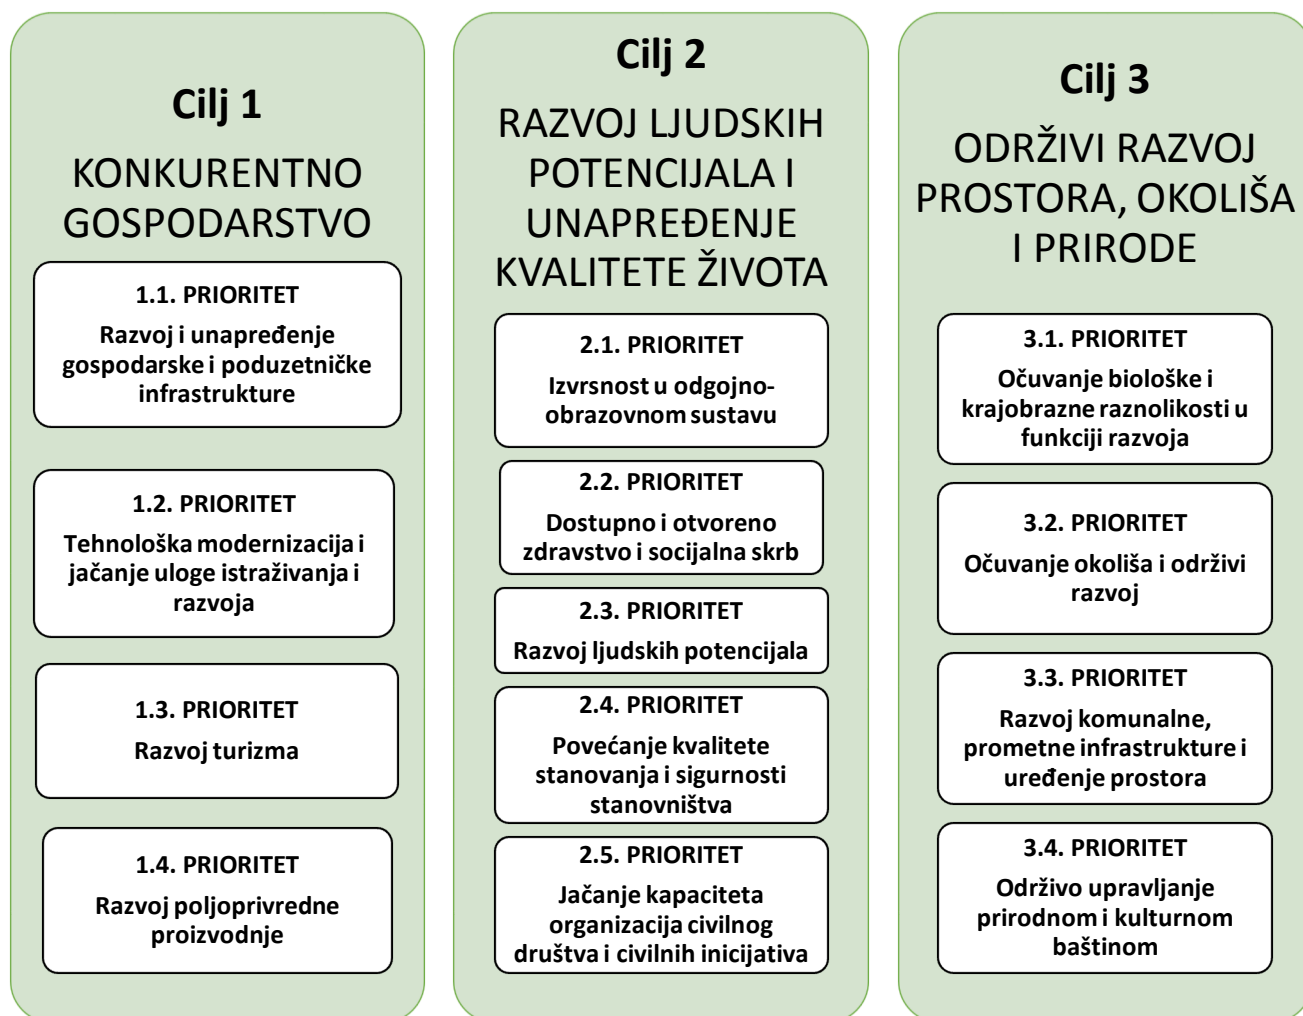 Cilj 1
KONKURENTNO
GOSPODARSTVO
1.1. PRIORITET
Razvoj i unapređenje
gospodarske i poduzetničke
infrastrukture
1.2. PRIORITET
Tehnološka modernizacija i
jačanje uloge istraživanja i
razvoja
1.3. PRIORITET
Razvoj turizma
1.4. PRIORITET
Razvoj poljoprivredne
proizvodnje
Cilj 2
RAZVOJ LJUDSKIH
POTENCIJALA I
UNAPREĐENJE
KVALITETE ŽIVOTA
2.1. PRIORITET
Izvrsnost u odgojno-
obrazovnom sustavu
2.2. PRIORITET
Dostupno i otvoreno
zdravstvo i socijalna skrb
2.3. PRIORITET
Razvoj ljudskih potencijala
2.4. PRIORITET
Povećanje kvalitete
stanovanja i sigurnosti
stanovništva
2.5. PRIORITET
Jačanje kapaciteta
organizacija civilnog
društva i civilnih inicijativa
Cilj 3
ODRŽIVI RAZVOJ
PROSTORA, OKOLIŠA
I PRIRODE
3.1. PRIORITET
Očuvanje biološke i
krajobrazne raznolikosti u
funkciji razvoja
3.2. PRIORITET
Očuvanje okoliša i održivi
razvoj
3.3. PRIORITET
Razvoj komunalne,
prometne infrastrukture i
uređenje prostora
3.4. PRIORITET
Održivo upravljanje
prirodnom i kulturnom
baštinom